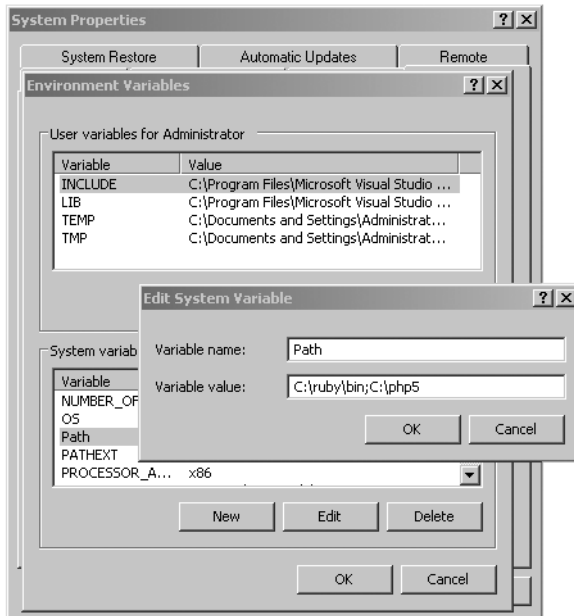 System Properties
System Restore Automatic Updates Remote
Environment Variables
User variables for Administrator
Variable Value
INCLUDE C:\Program Files\Microsoft Visual Studio ...
LIB C:\Program Files\Microsoft Visual Studio ...
TEMP C:\Documents and Settings\Administrat...
TMP C:\Documents and Settings\Administrat...
Edit System Variable
Variable name: Path
Variable value: C:\ruby\bin;C:\php5
OK Cancel
System variab
Variable
NUMBER_OF
OS
Path
PATHEXT
PROCESSOR_A... x86
New Edit Delete
OK Cancel